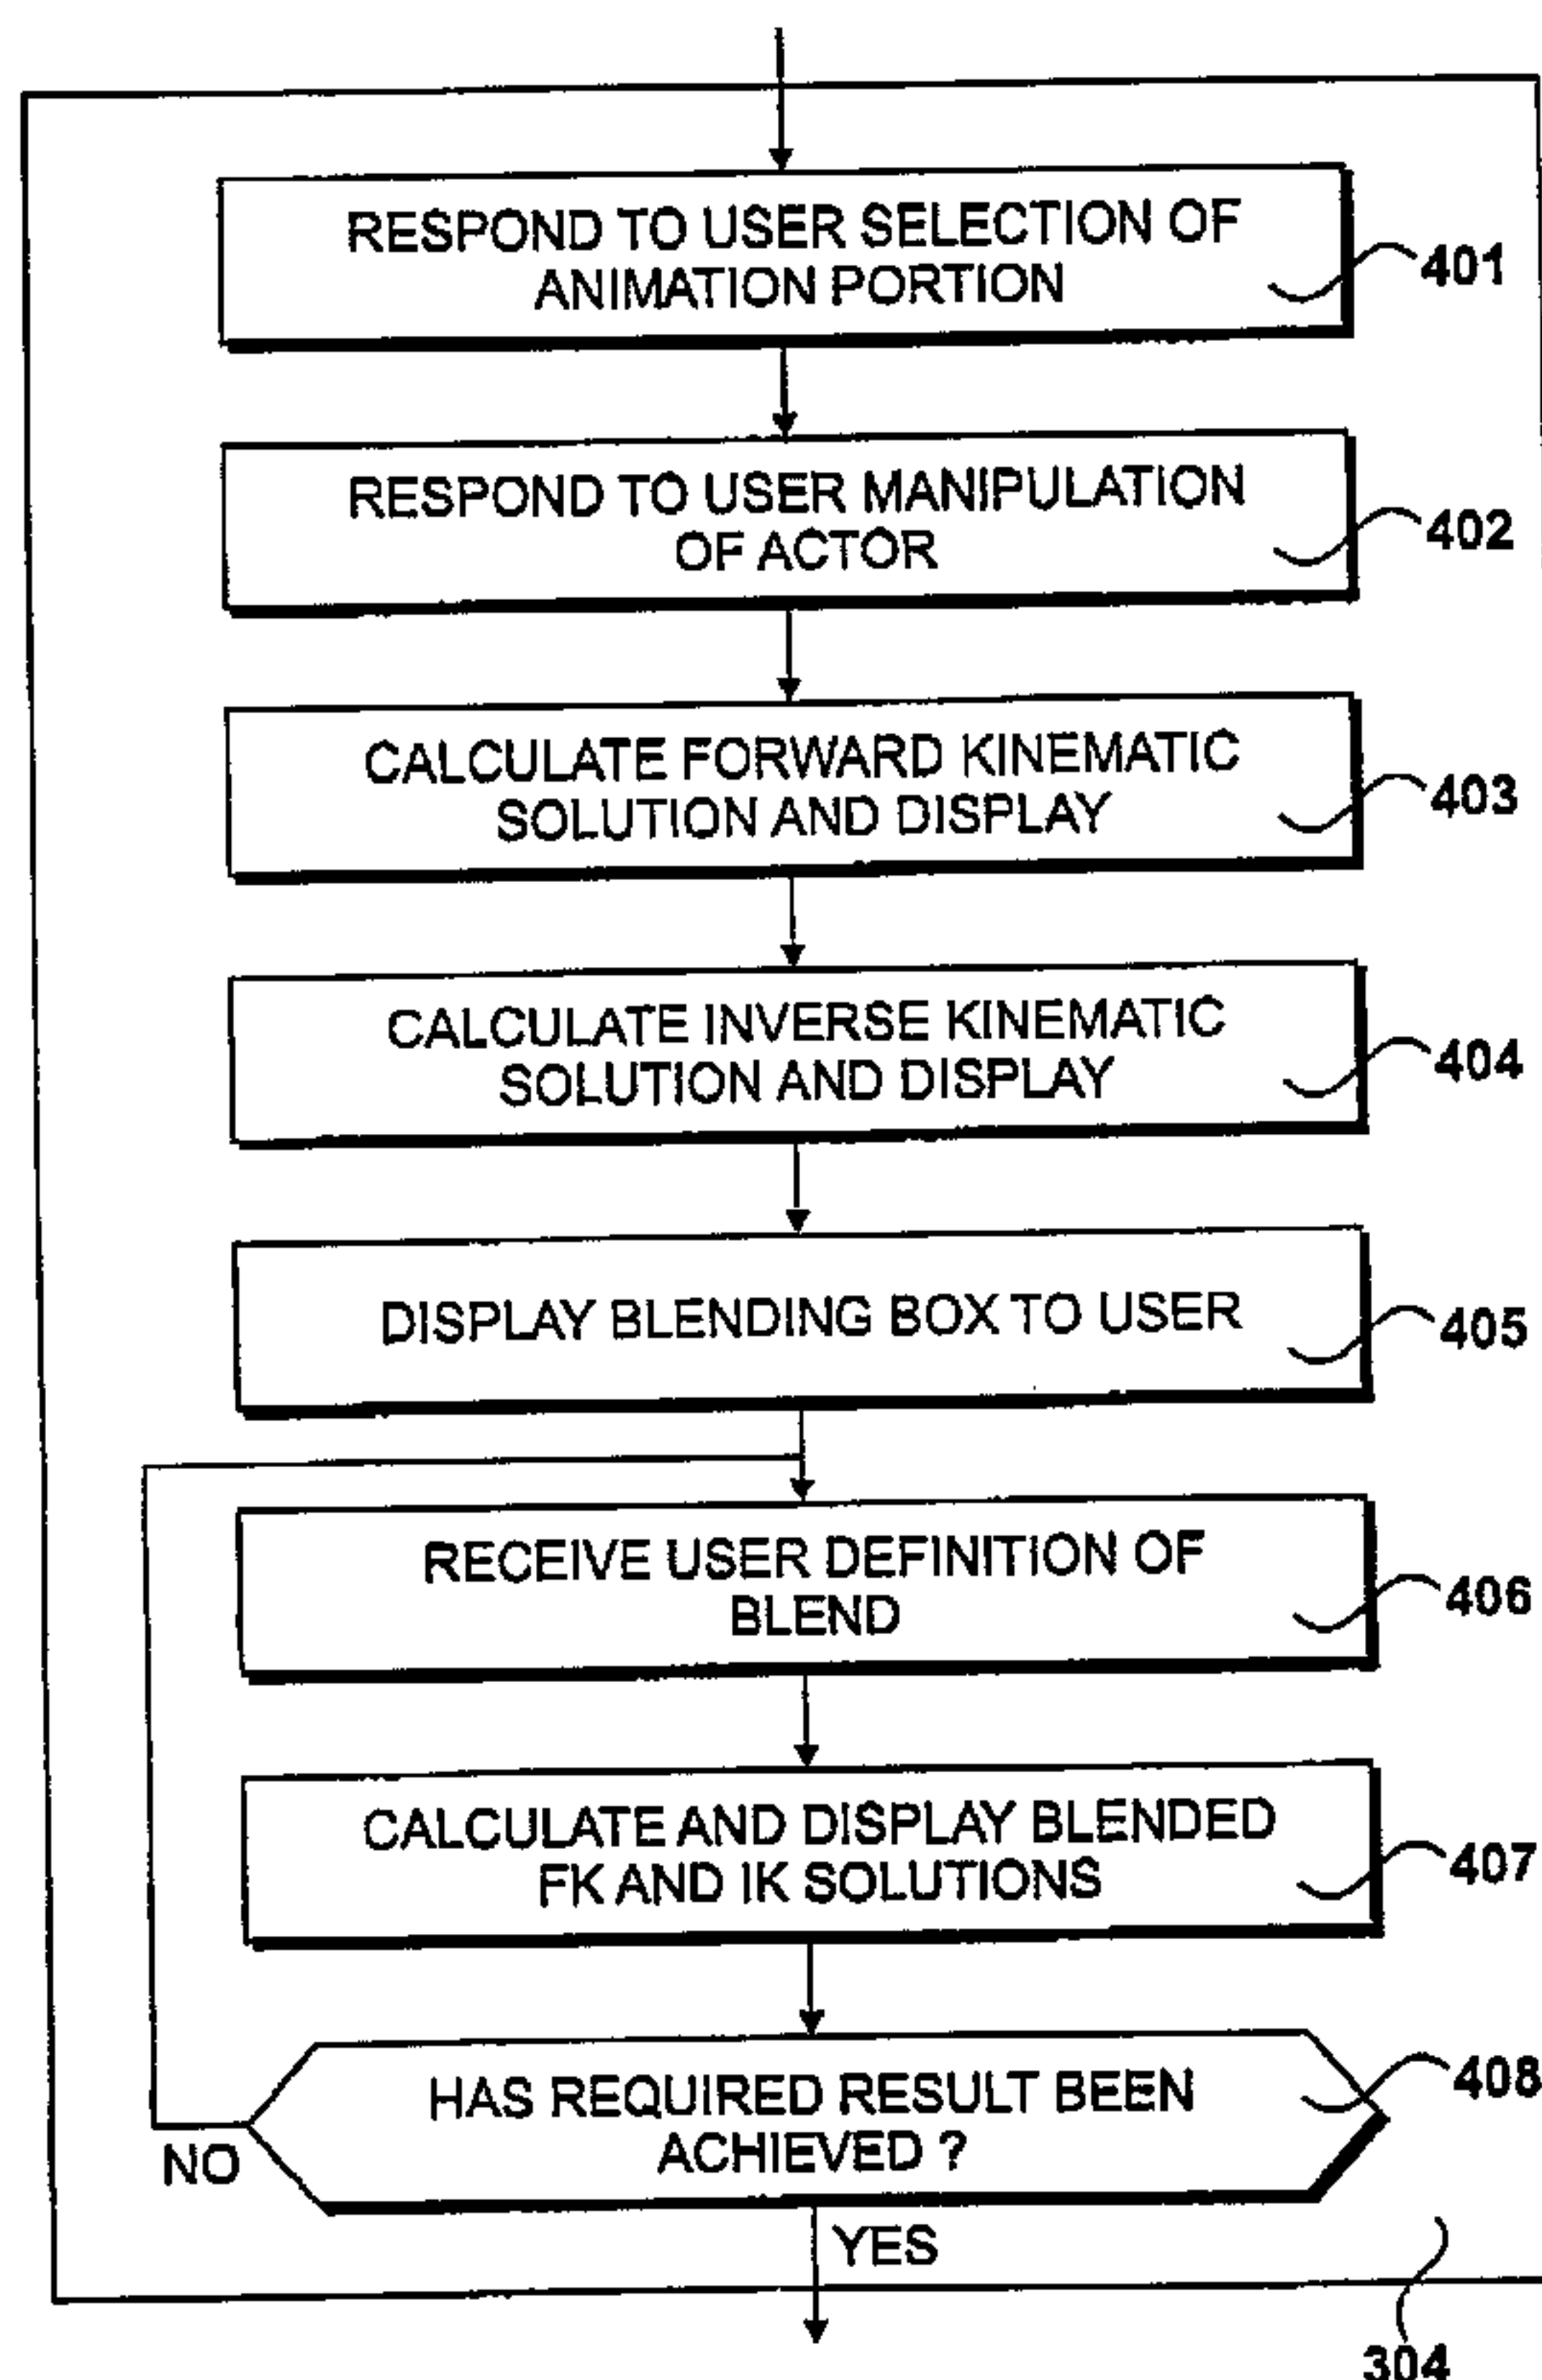 RESPOND TO USER SELECTION OF
ANIMATION PORTION
401
RESPOND TO USER MANIPULATION
OF ACTOR
402
CALCULATE FORWARD KINEMATIC
SOLUTION AND DISPLAY
403
CALCULATE INVERSE KINEMATIC
SOLUTION AND DISPLAY
404
DISPLAY BLENDING BOX TO USER
405
RECEIVE USER DEFINITION OF
BLEND
406
CALCULATE AND DISPLAY BLENDED
FK AND IK SOLUTIONS
407
HAS REQUIRED RESULT BEEN
ACHIEVED ?
408
NO
YES
304